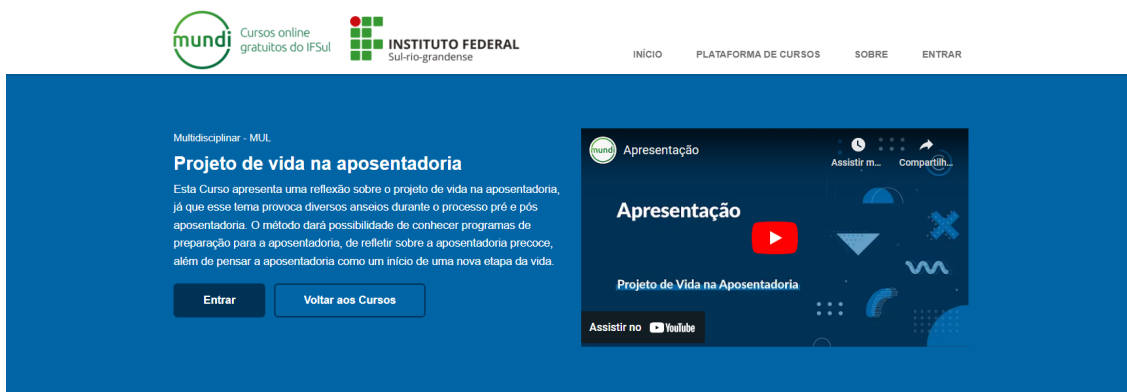 mundi
Cursos online
gratuitos do IFSul
INSTITUTO FEDERAL
Sul-rio-grandense
INÍCIO
PLATAFORMA DE CURSOS
SOBRE
ENTRAR
Multidisciplinar - MUL
Projeto de vida na aposentadoria
Esta Curso apresenta uma reflexão sobre o projeto de vida na aposentadoria,
já que esse tema provoca diversos anseios durante o processo pré e pós
aposentadoria. O método dará possibilidade de conhecer programas de
preparação para a aposentadoria, de refletir sobre a aposentadoria precoce,
além de pensar a aposentadoria como um início de uma nova etapa da vida.
Entrar
Voltar aos Cursos
mundi
Apresentação
Assistir m...
Compartilh...
Apresentação
Projeto de Vida na Aposentadoria
Assistir no YouTube